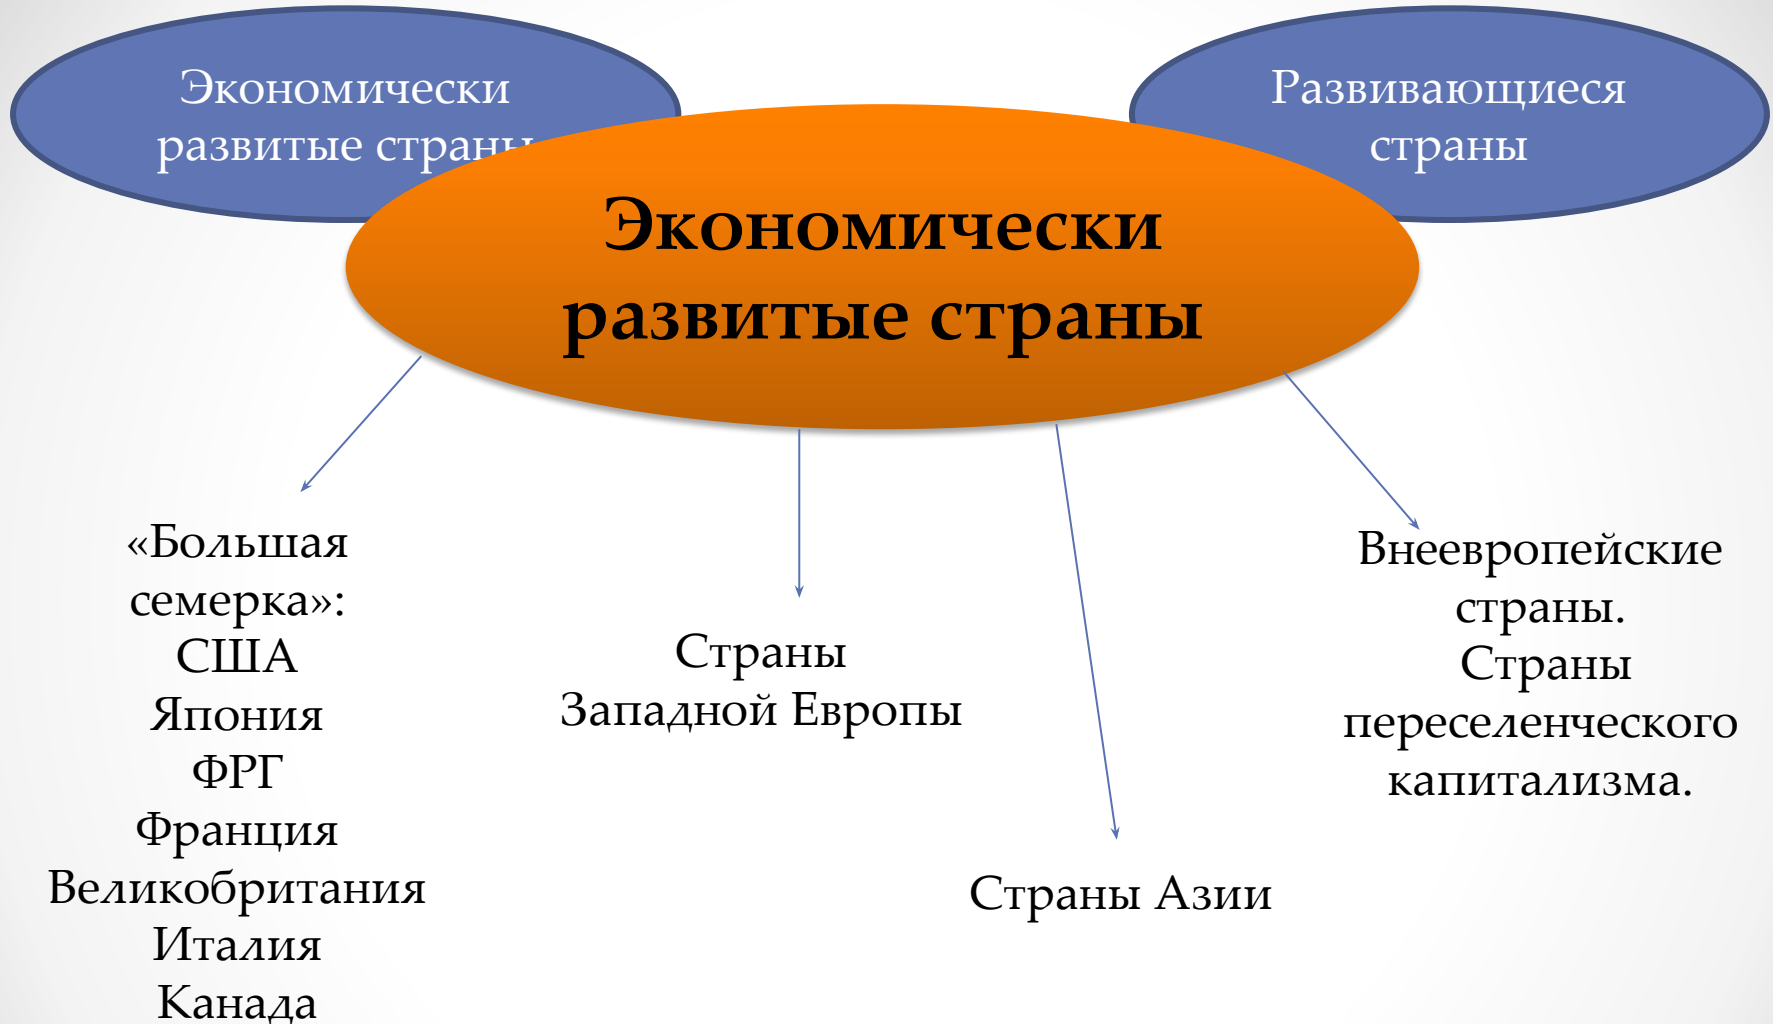 Экономически
развитые страны
Развивающиеся
страны
Экономически
развитые страны
«Большая
семерка»:
США
Япония
ФРГ
Франция
Великобритания
Италия
Канада
Страны
Западной Европы
Страны Азии
Внеевропейские
страны.
Страны
переселенческого
капитализма.